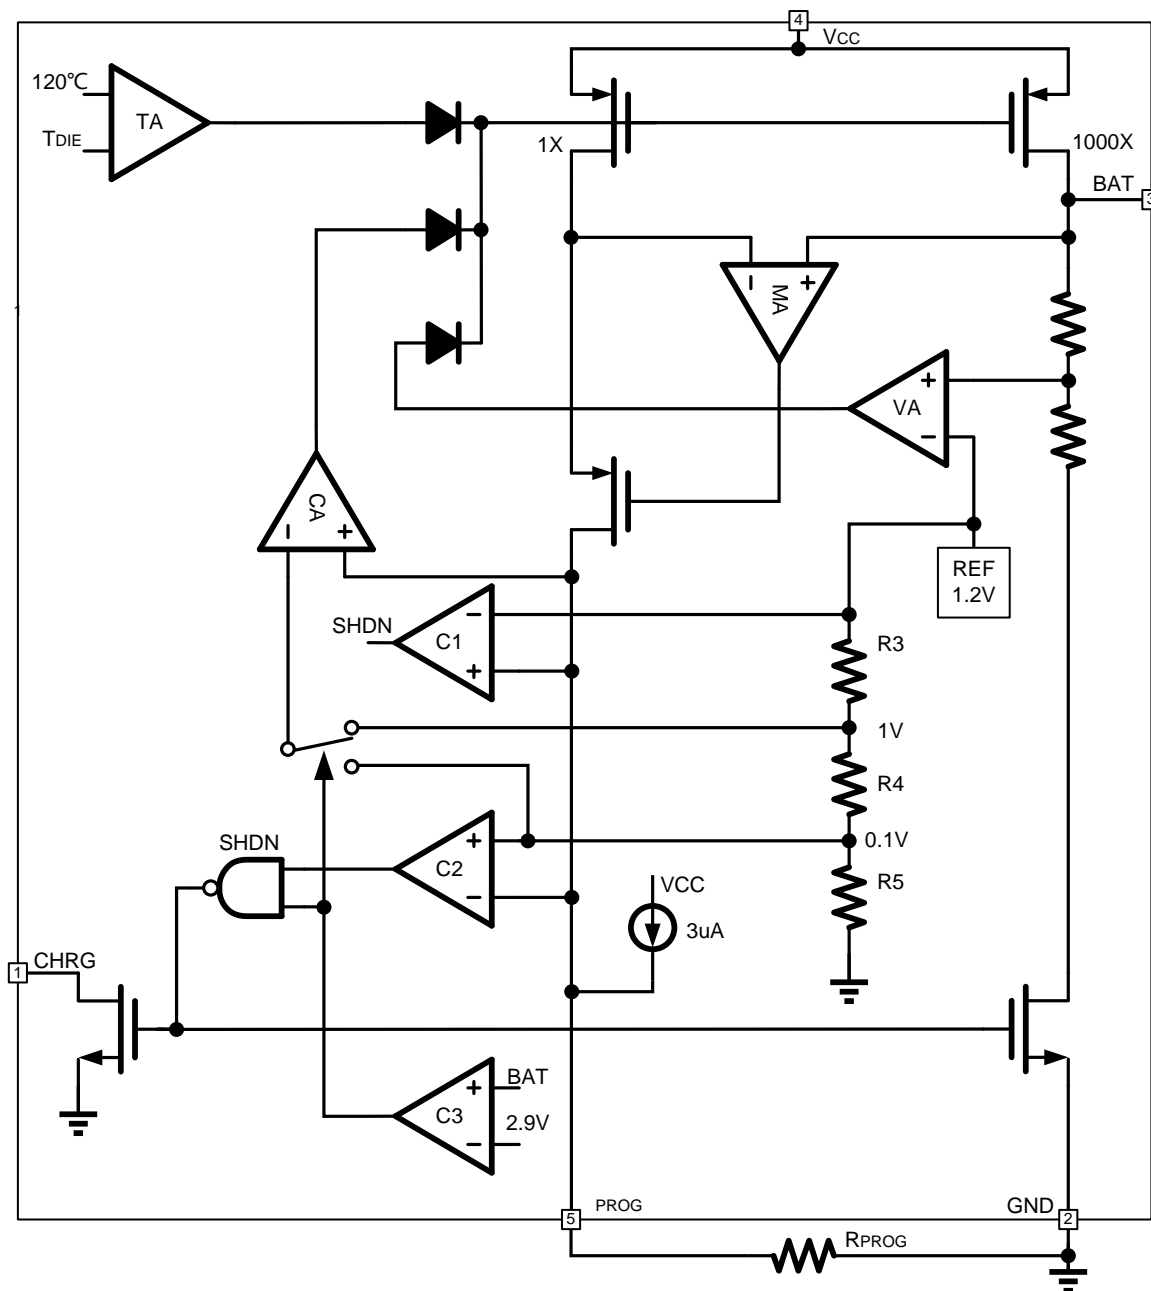 4
VCC
120℃
TA
TDIE
1X
1000X
BAT
3
− +
MA
+
VA
−
CA
− +
REF
1.2V
SHDN
−
C1
+
R3
1V
R4
SHDN
+
C2
−
0.1V
R5
VCC
3uA
1
CHRG
+
BAT
C3
2.9V
−
PROG
5
GND
2
RPROG